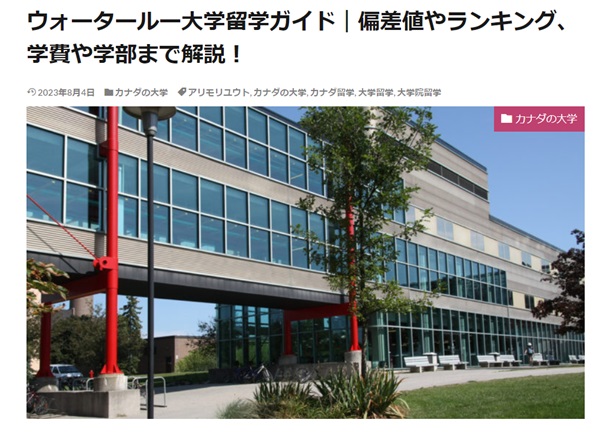 ウォータールー大学留学ガイド｜偏差値やランキング、
学費や学部まで解説！
2023年8月4日 カナダの大学 アリモリユウト, カナダの大学, カナダ留学, 大学留学, 大学院留学
カナダの大学